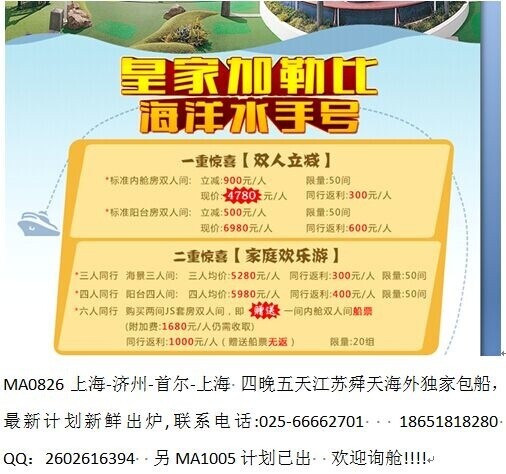 皇家加勒比
海洋水手号
一重惊喜【双人立减】
*标准内舱房双人间: 立减:900元/人 限量:50间
现价:4780元/人 同行返利:300元/人
*标准阳台房双人间: 立减:500元/人 限量:50间
现价:6980元/人 同行返利:600元/人
二重惊喜【家庭欢乐游】
*三人同行 海景三人间: 三人均价:5280元/人 同行返利:300元/人 限量:50间
*四人同行 阳台四人间: 四人均价:5980元/人 同行返利:400元/人 限量:50间
*六人同行 购买两间JS套房双人间，即赠送一间内舱双人间船票
(附加费:1680元/人仍需收取)
同行返利:1000元/人（赠送船票无返） 限量:20组
MA0826 上海-济州-首尔-上海 四晚五天江苏舜天海外独家包船，
最新计划新鲜出炉,联系电话:025-66662701 18651818280
QQ：2602616394 另 MA1005 计划已出 欢迎询舱!!!!